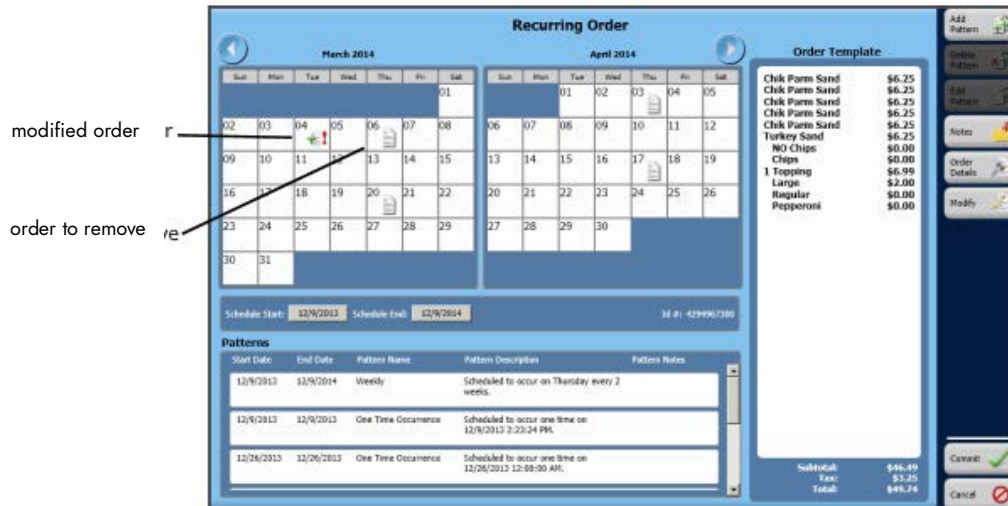 Recurring Order
March 2014
April 2014
Sun Mon Tue Wed Thu Fri Sat
01
02 03 04 05 06 07 08
09 10 11 12 13 14 15
16 17 18 19 20 21 22
23 24 25 26 27 28 29
30 31
Sun Mon Tue Wed Thu Fri Sat
01 02 03 04 05
06 07 08 09 10 11 12
13 14 15 16 17 18 19
20 21 22 23 24 25 26
27 28 29 30
modified order r
order to remove ve
Order Template
Chik Parm Sand $6.25
Chik Parm Sand $6.25
Chik Parm Sand $6.25
Chik Parm Sand $6.25
Chik Parm Sand $6.25
Turkey Sand $6.25
NO Chips $0.00
Chips $0.00
1 Topping $6.99
Large $2.00
Regular $0.00
Pepperoni $0.00
Subtotal: $46.49
Tax: $3.25
Total: $49.74
Schedule Start: 12/9/2013 Schedule End: 12/9/2014 Id #: 4294967300
Patterns
Start Date End Date Pattern Name Pattern Description Pattern Notes
12/9/2013 12/9/2014 Weekly Scheduled to occur on Thursday every 2
weeks.
12/9/2013 12/9/2013 One Time Occurrence Scheduled to occur one time on
12/9/2013 2:23:24 PM.
12/26/2013 12/26/2013 One Time Occurrence Scheduled to occur one time on
12/26/2013 12:00:00 AM.
Add
Pattern
Delete
Pattern
Edit
Pattern
Notes
Order
Details
Modify
Commit
Cancel